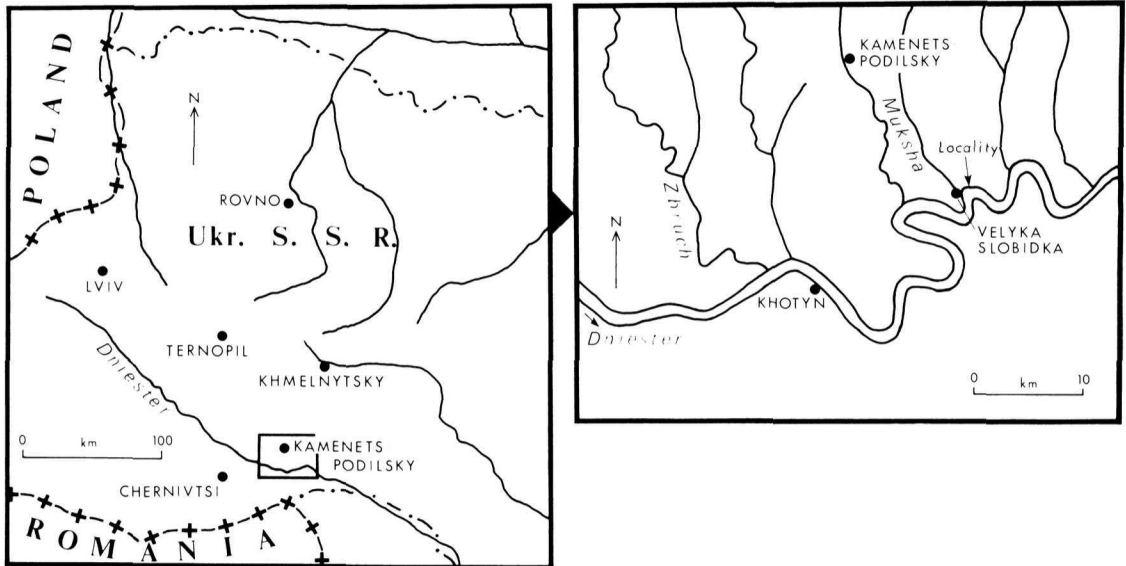 POLAND
N
ROVNO
Ukr. S. S. R.
LVIV
TERNOPIL
Dniester
KHMELNYTSKY
0 km 100
KAMENETS
PODILSKY
CHERNIVTSI
ROMANIA
KAMENETS
PODILSKY
Muksha
Locality
Zbruch
N
VELYKA
SLOBIDKA
KHOTYN
Dniester
0 km 10